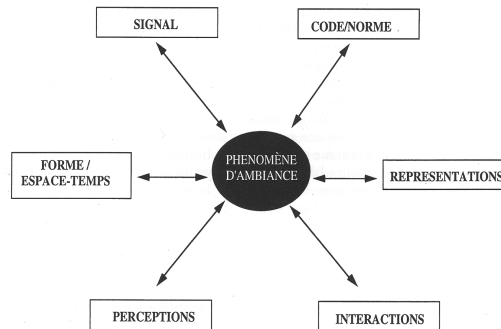 SIGNAL
CODE/NORME
PHENOMÈNE
D'AMBIANCE
FORME /
ESPACE-TEMPS
REPRESENTATIONS
PERCEPTIONS
INTERACTIONS